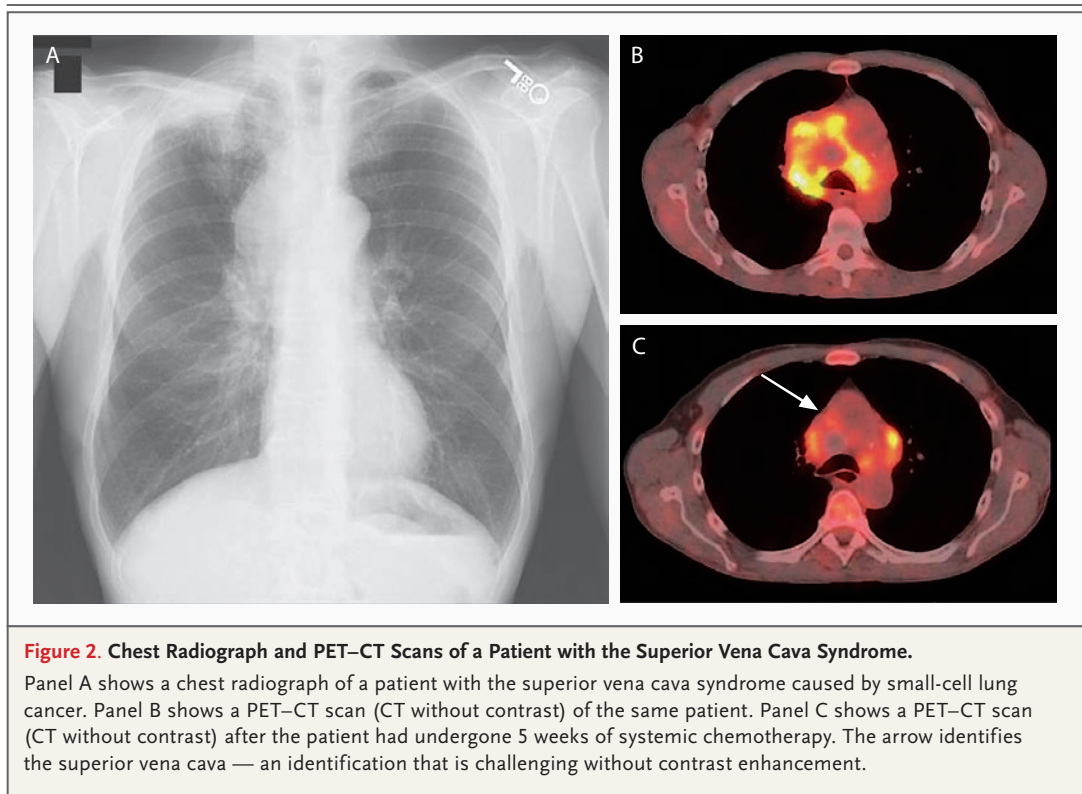 A
L
B
C
Figure 2. Chest Radiograph and PET–CT Scans of a Patient with the Superior Vena Cava Syndrome.
Panel A shows a chest radiograph of a patient with the superior vena cava syndrome caused by small-cell lung
cancer. Panel B shows a PET–CT scan (CT without contrast) of the same patient. Panel C shows a PET–CT scan
(CT without contrast) after the patient had undergone 5 weeks of systemic chemotherapy. The arrow identifies
the superior vena cava — an identification that is challenging without contrast enhancement.